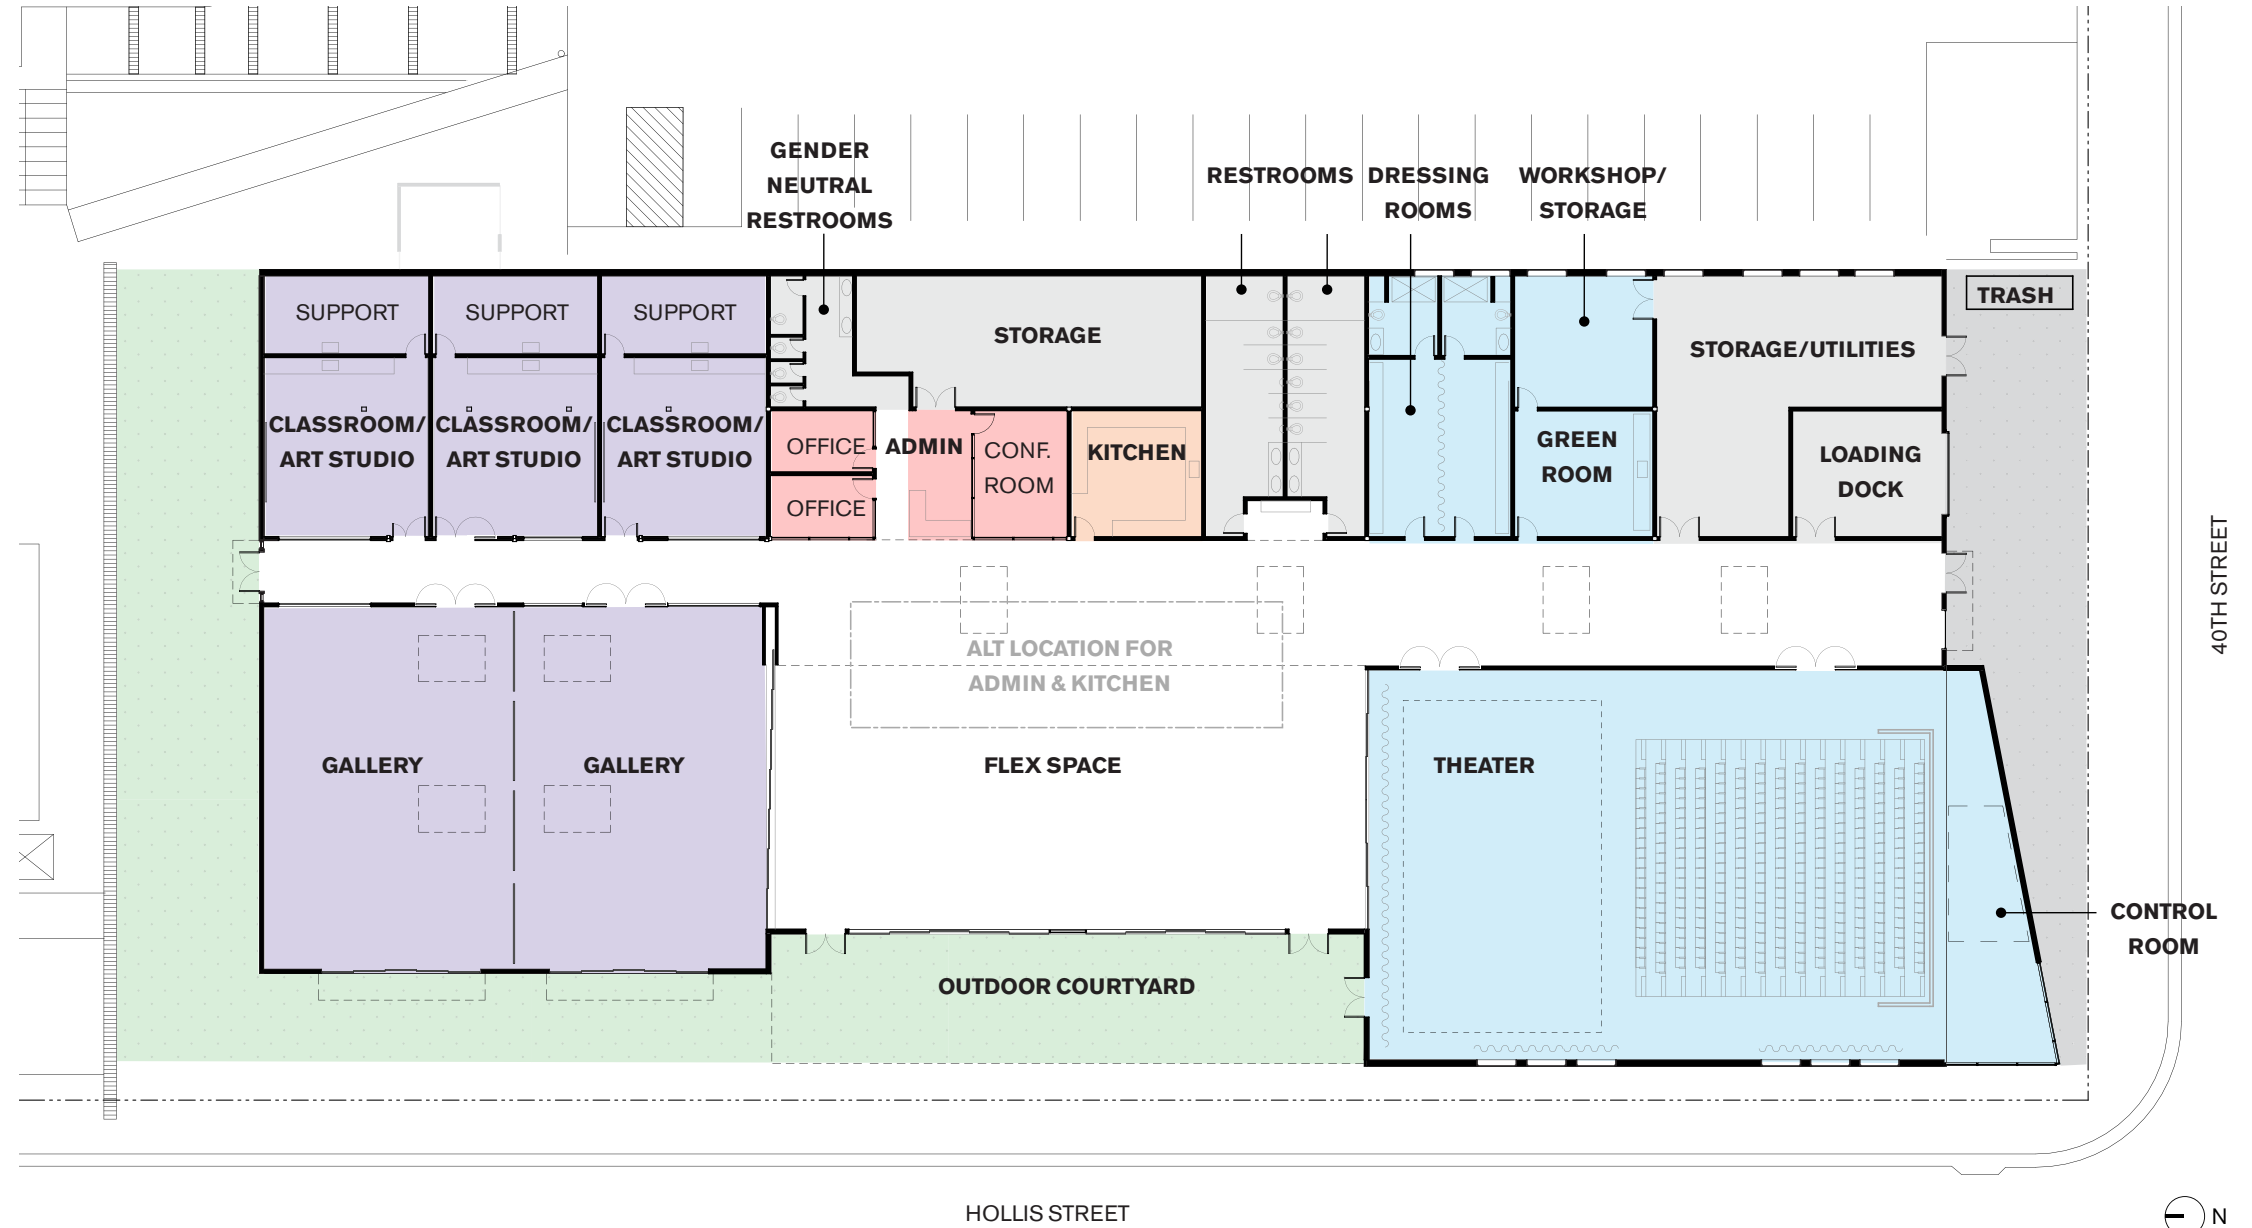 GENDER
NEUTRAL
RESTROOMS
RESTROOMS
DRESSING
ROOMS
WORKSHOP/
STORAGE
TRASH
SUPPORT
SUPPORT
SUPPORT
STORAGE
STORAGE/UTILITIES
CLASSROOM/
ART STUDIO
CLASSROOM/
ART STUDIO
CLASSROOM/
ART STUDIO
OFFICE
OFFICE
ADMIN
CONF.
ROOM
KITCHEN
GREEN
ROOM
LOADING
DOCK
40TH STREET
ALT LOCATION FOR
ADMIN & KITCHEN
GALLERY
GALLERY
FLEX SPACE
THEATER
CONTROL
ROOM
OUTDOOR COURTYARD
HOLLIS STREET
N